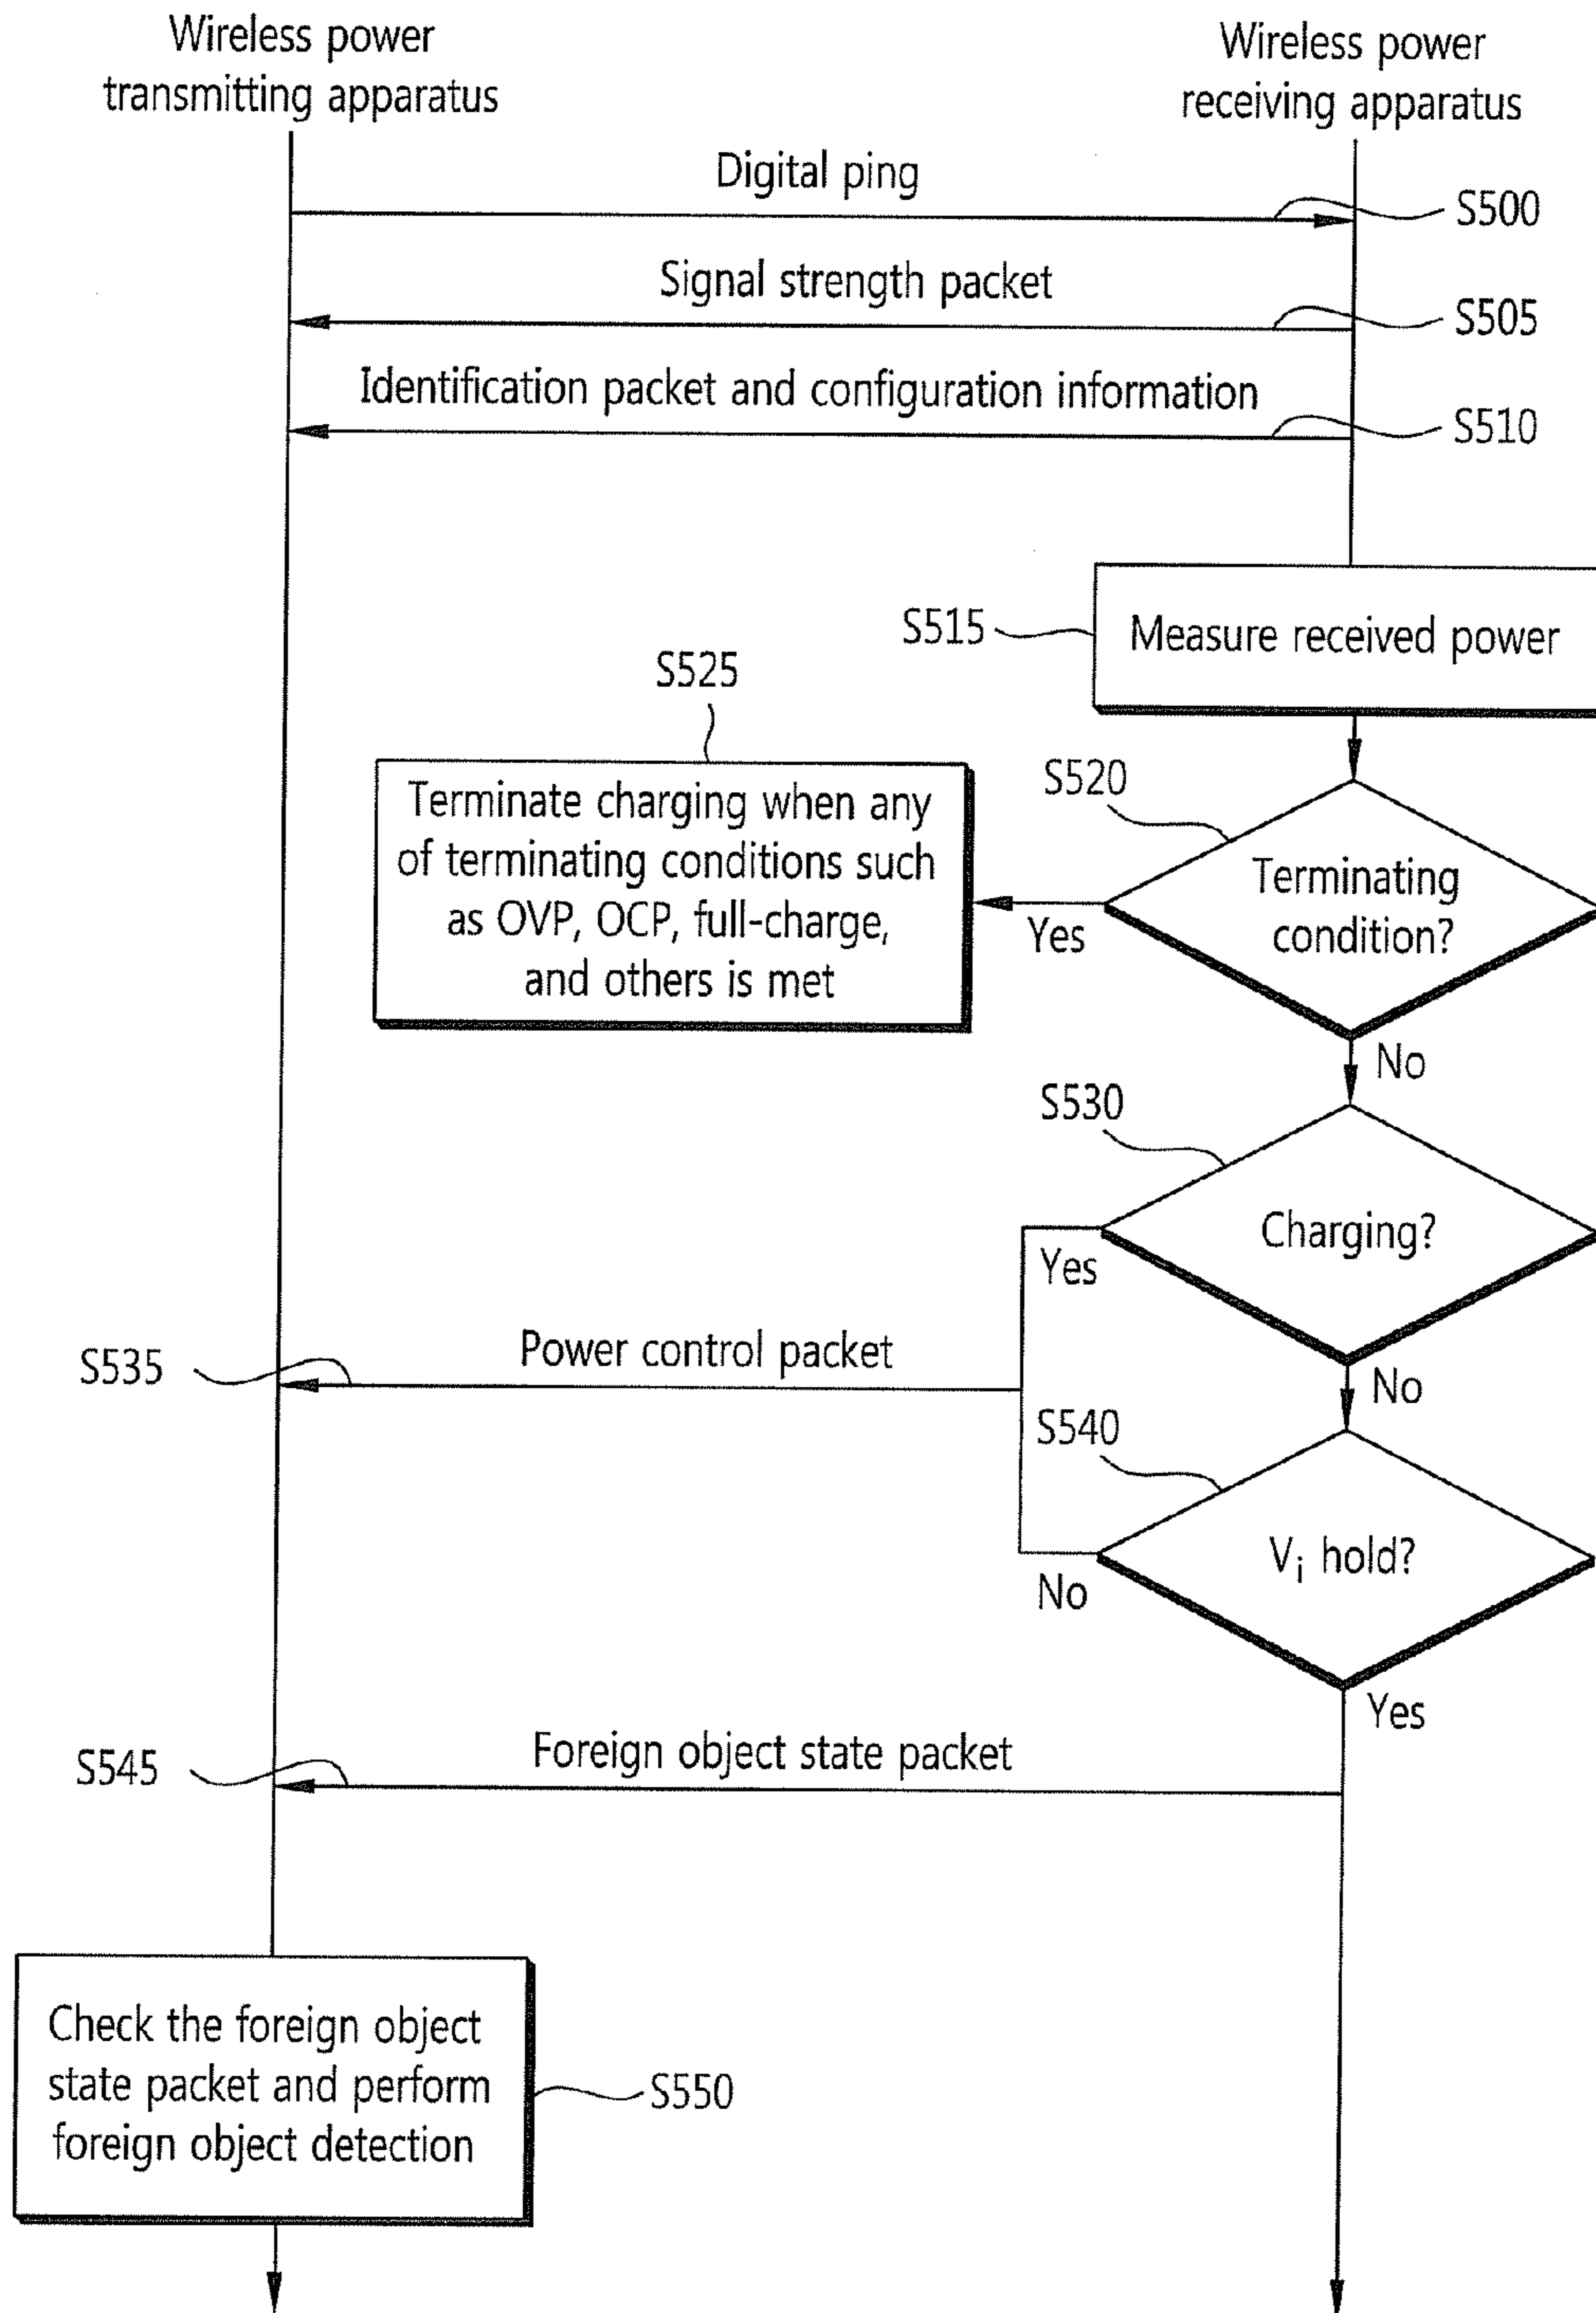 Wireless power
transmitting apparatus
Wireless power
receiving apparatus
Digital ping
S500
Signal strength packet
S505
Identification packet and configuration information
S510
S515
Measure received power
S525
Terminate charging when any
of terminating conditions such
as OVP, OCP, full-charge,
and others is met
S520
Terminating
condition?
Yes
No
S530
Charging?
Yes
No
S535
Power control packet
S540
Vi hold?
No
Yes
S545
Foreign object state packet
Check the foreign object
state packet and perform
foreign object detection
S550